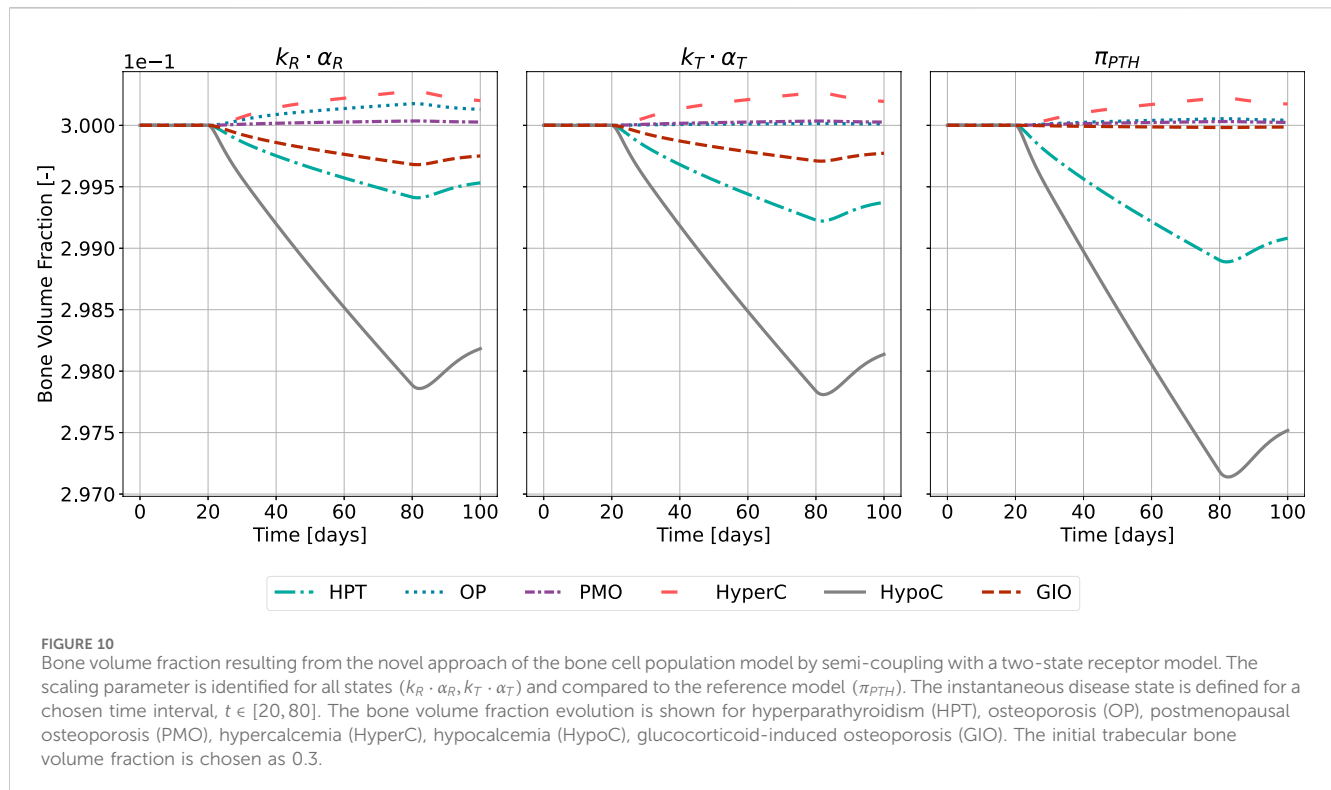 k_R · α_R
k_T · α_T
π_PTH
1e−1
3.000
2.995
2.990
2.985
2.980
2.975
2.970
Bone Volume Fraction [-]
0 20 40 60 80 100
0 20 40 60 80 100
0 20 40 60 80 100
Time [days]
Time [days]
Time [days]
HPT OP PMO HyperC HypoC GIO
FIGURE 10
Bone volume fraction resulting from the novel approach of the bone cell population model by semi-coupling with a two-state receptor model. The
scaling parameter is identified for all states (k_R · α_R, k_T · α_T) and compared to the reference model (π_PTH). The instantaneous disease state is defined for a
chosen time interval, t ∈ [20, 80]. The bone volume fraction evolution is shown for hyperparathyroidism (HPT), osteoporosis (OP), postmenopausal
osteoporosis (PMO), hypercalcemia (HyperC), hypocalcemia (HypoC), glucocorticoid-induced osteoporosis (GIO). The initial trabecular bone
volume fraction is chosen as 0.3.